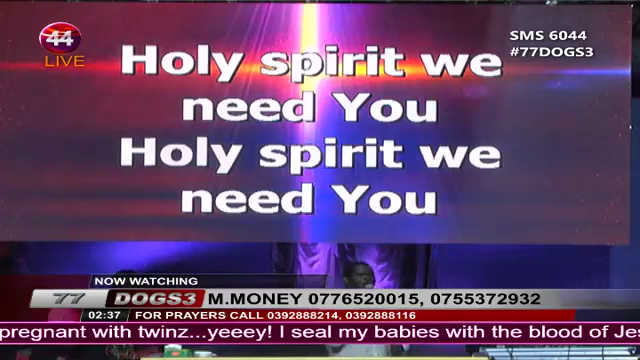 44
LIVE
SMS 6044
#77DOGS3
Holy spirit we
need You
Holy spirit we
need You
NOW WATCHING
77 DOGS3 M.MONEY 0776520015, 0755372932
02:37 FOR PRAYERS CALL 0392888214, 0392888116
pregnant with twinz...yeeey! I seal my babies with the blood of Jes